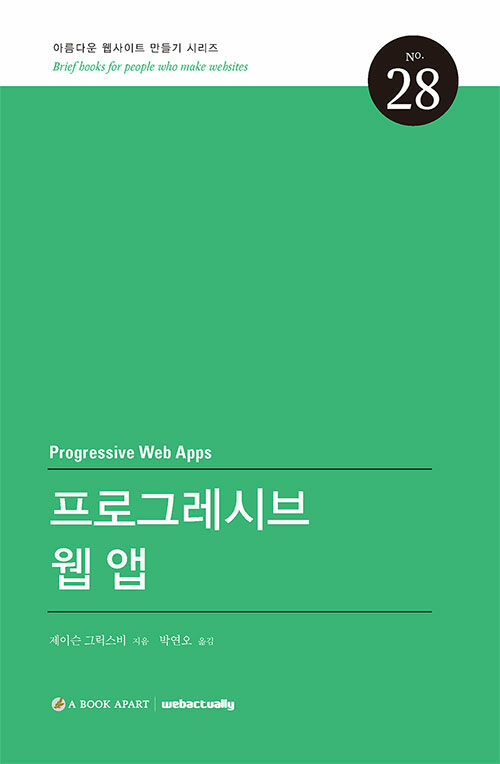 아름다운 웹사이트 만들기 시리즈
Brief books for people who make websites
No.
28
Progressive Web Apps
프로그레시브
웹 앱
제이슨 그릭스비 지음 박연오 옮김
A BOOK APART | webactually